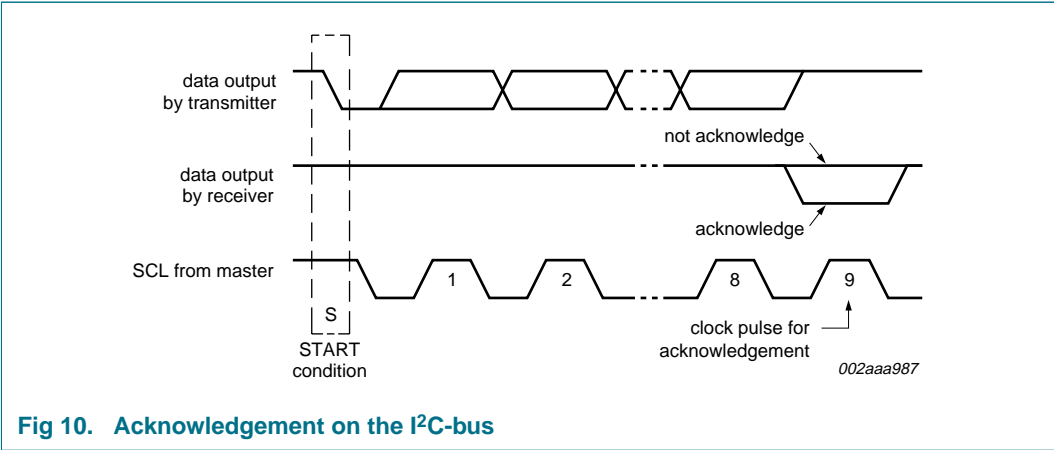 data output
by transmitter
not acknowledge
data output
by receiver
acknowledge
SCL from master
1
2
8
9
S
START
condition
clock pulse for
acknowledgement
002aaa987
Fig 10. Acknowledgement on the I²C-bus